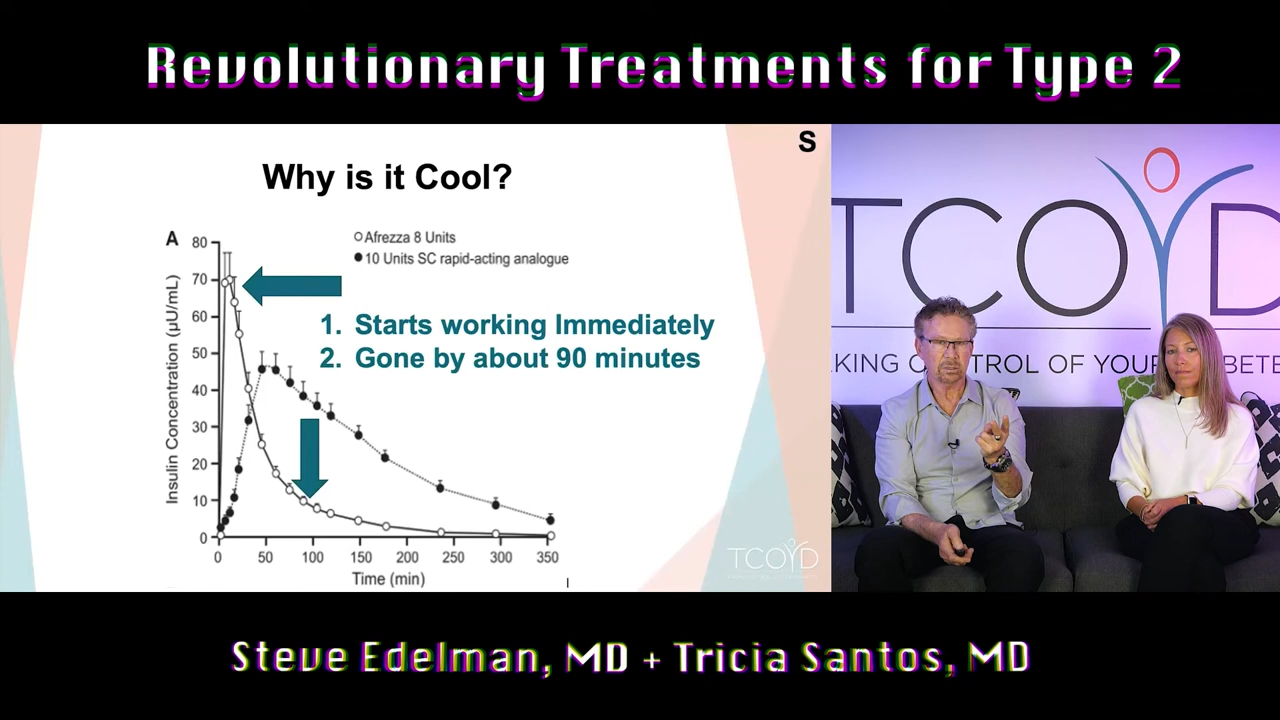 Revolutionary Treatments for Type 2
S
Why is it Cool?
A
Afrezza 8 Units
10 Units SC rapid-acting analogue
1. Starts working Immediately
2. Gone by about 90 minutes
Insulin Concentration (µU/mL)
80
70
60
50
40
30
20
10
0
0 50 100 150 200 250 300 350
Time (min)
TCOYD
TCOYD
KING CONTROL OF YOUR DIABETE
Steve Edelman, MD + Tricia Santos, MD